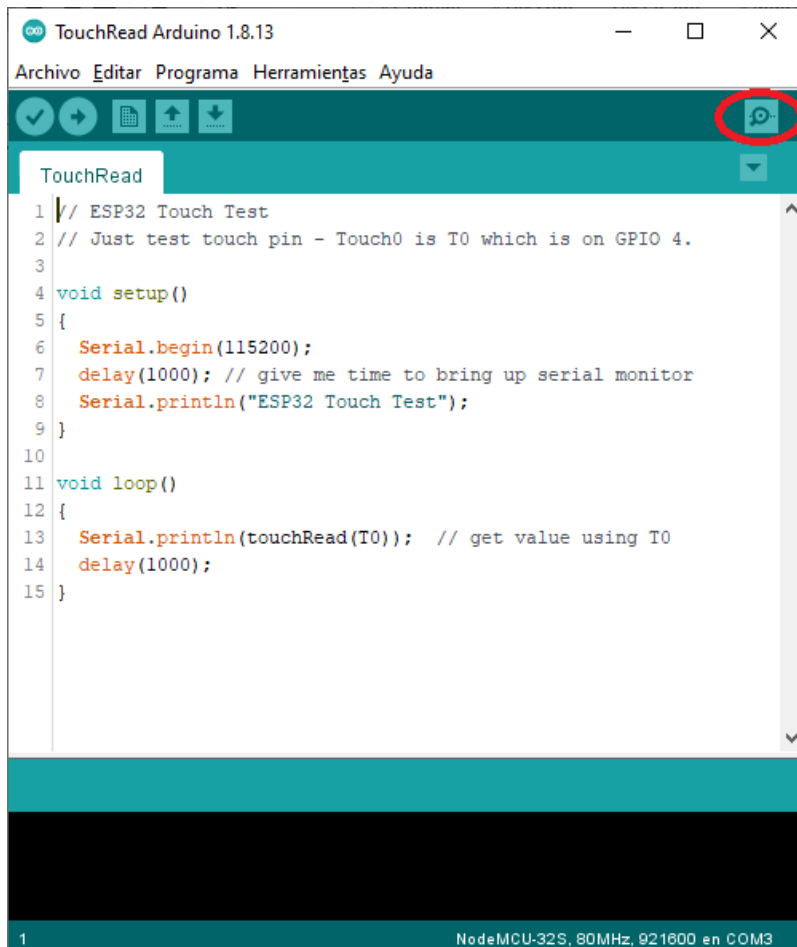 TouchRead Arduino 1.8.13
Archivo Editar Programa Herramientas Ayuda
TouchRead
1 // ESP32 Touch Test
2 // Just test touch pin - Touch0 is T0 which is on GPIO 4.
3
4 void setup()
5 {
6   Serial.begin(115200);
7   delay(1000); // give me time to bring up serial monitor
8   Serial.println("ESP32 Touch Test");
9 }
10
11 void loop()
12 {
13   Serial.println(touchRead(T0));  // get value using T0
14   delay(1000);
15 }
1 NodeMCU-32S, 80MHz, 921600 en COM3